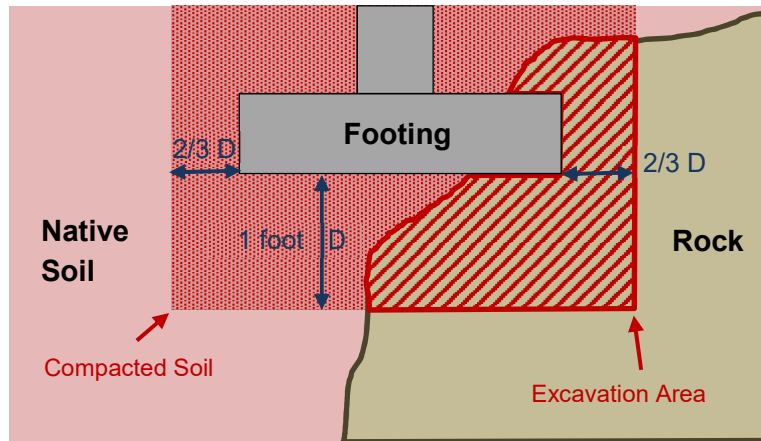 Footing
2/3 D
2/3 D
Native
Soil
1 foot D
Rock
Compacted Soil
Excavation Area